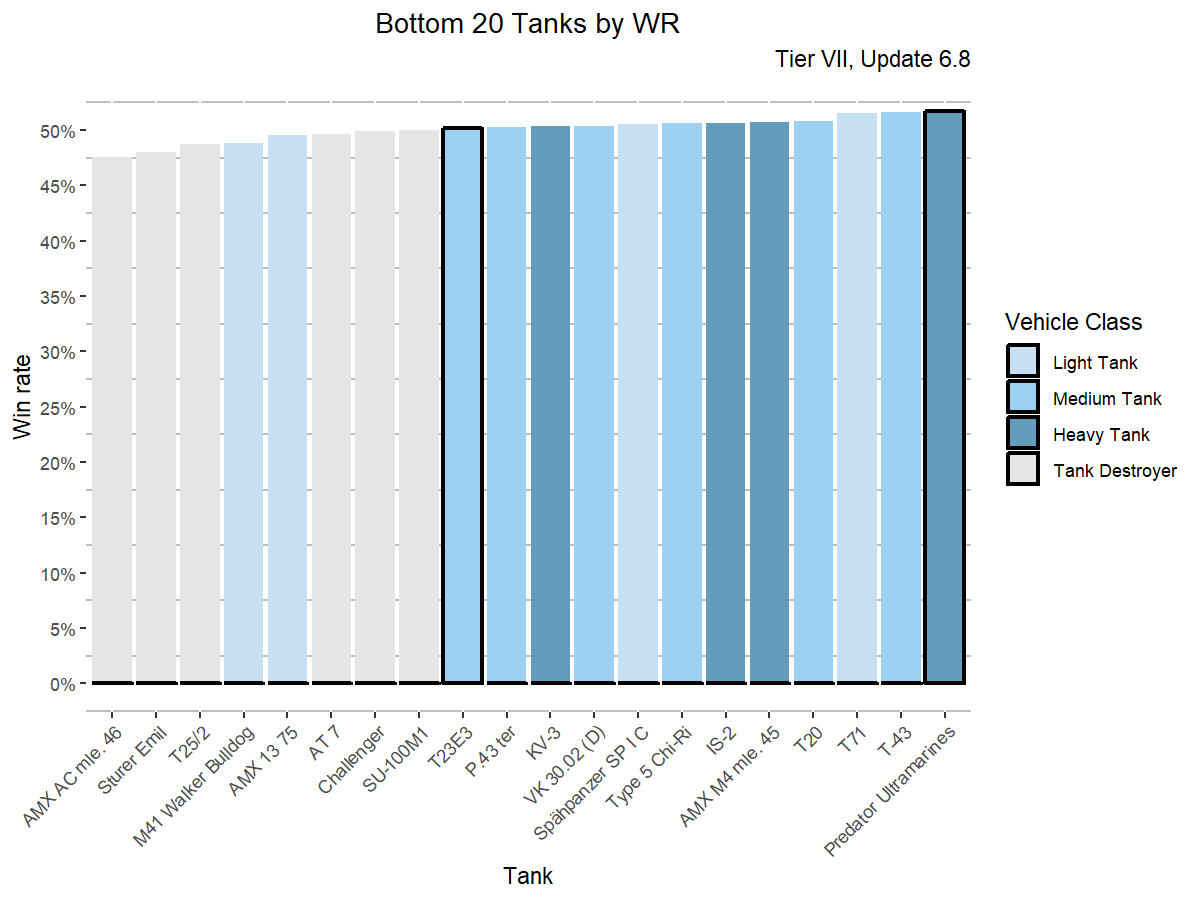 Bottom 20 Tanks by WR
Tier VII, Update 6.8
Win rate
50%
45%
40%
35%
30%
25%
20%
15%
10%
5%
0%
AMX AC mle. 46
Sturer Emil
T25/2
M41 Walker Bulldog
AMX 13 75
AT 7
Challenger
SU-100M1
T23E3
P.43 ter
KV-3
VK 30.02 (D)
Spähpanzer SP I C
Type 5 Chi-Ri
IS-2
AMX M4 mle. 45
T20
T71
T-43
Predator Ultramarines
Tank
Vehicle Class
Light Tank
Medium Tank
Heavy Tank
Tank Destroyer